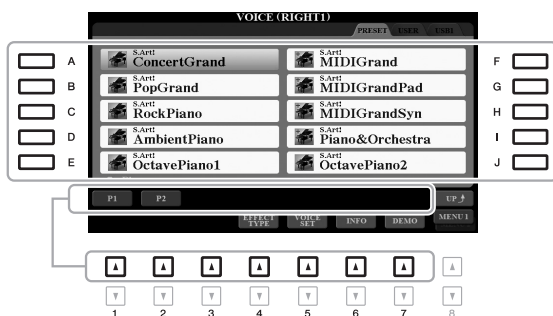 VOICE (RIGHT1)
PRESET USER USB1
A S.Art! ConcertGrand S.Art! MIDIGrand F
B S.Art! PopGrand S.Art! MIDIGrandPad G
C S.Art! RockPiano S.Art! MIDIGrandSyn H
D S.Art! AmbientPiano S.Art! Piano&Orchestra I
E S.Art! OctavePiano1 S.Art! OctavePiano2 J
P1 P2 UP
EFFECT TYPE VOICE SET INFO DEMO MENU 1
1 2 3 4 5 6 7 8